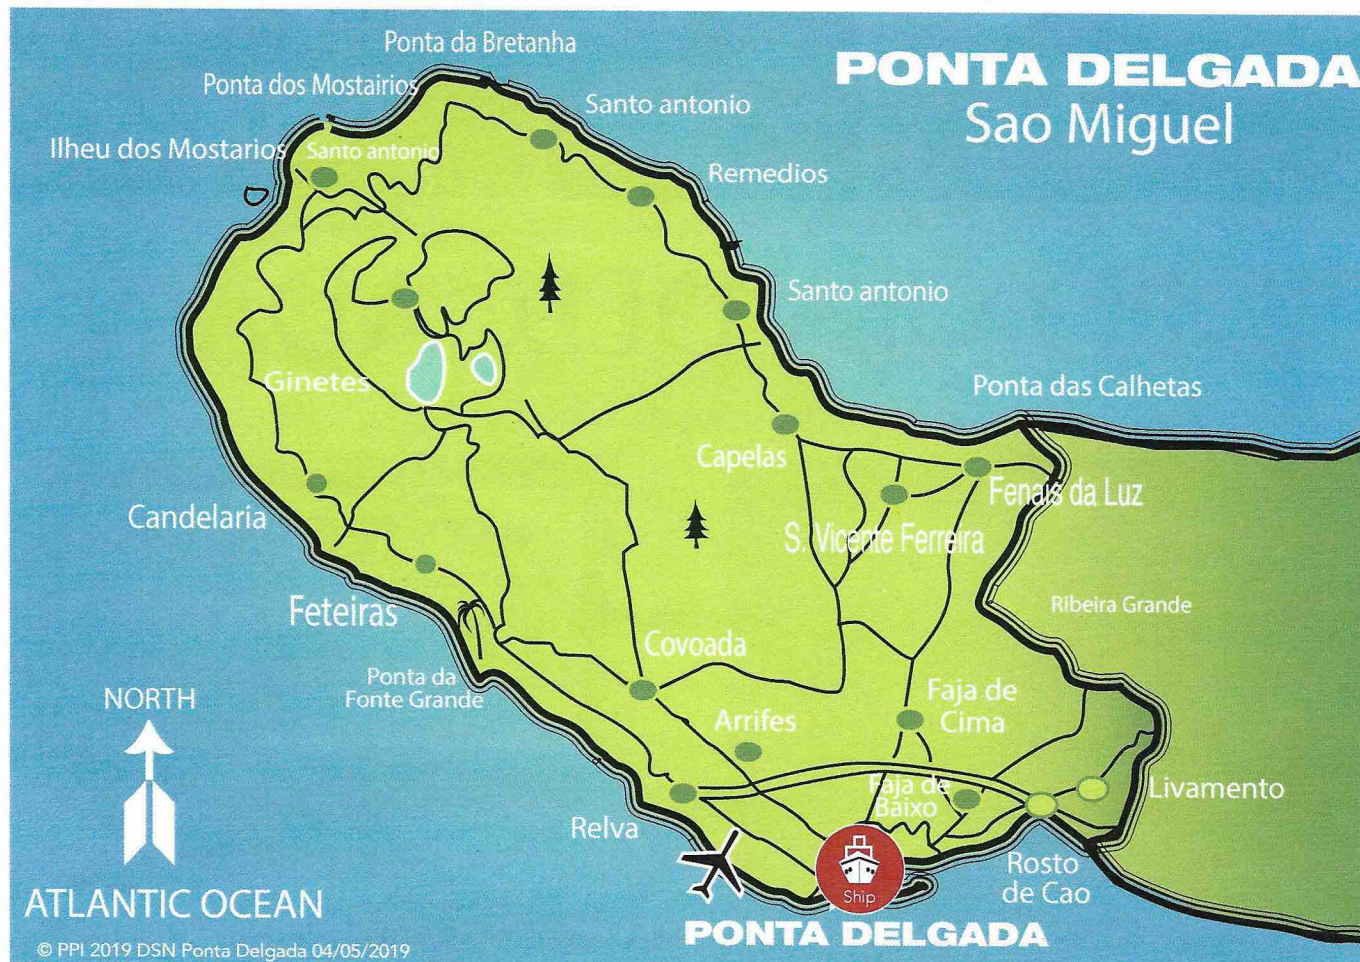 Ponta da Bretanha
PONTA DELGADA
Sao Miguel
Ponta dos Mostairios
Santo antonio
Ilheu dos Mostarios
Santo antonio
Remedios
Santo antonio
Ginetes
Ponta das Calhetas
Capelas
Fenais da Luz
Candelaria
S. Vicente Ferreira
Feteiras
Ribeira Grande
Covoada
Ponta da
Fonte Grande
NORTH
Arrifes
Faja de
Cima
Faja de
Baixo
Livamento
Relva
Rosto
de Cao
Ship
ATLANTIC OCEAN
PONTA DELGADA
© PPI 2019 DSN Ponta Delgada 04/05/2019